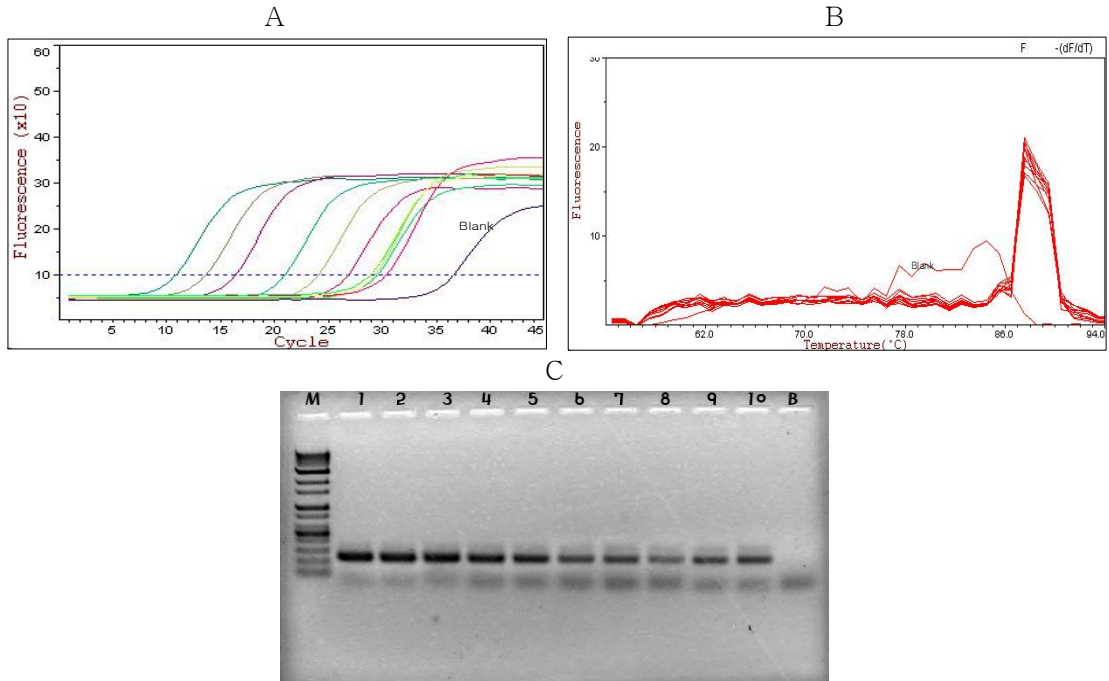 A
B
60
50
40
30
20
10
Fluorescence (x10)
Blank
5 10 15 20 25 30 35 40 45
Cycle
F -(dF/dT)
30
20
10
Fluorescence
Blank
62.0 70.0 78.0 86.0 94.0
Temperature(°C)
C
M 1 2 3 4 5 6 7 8 9 10 B